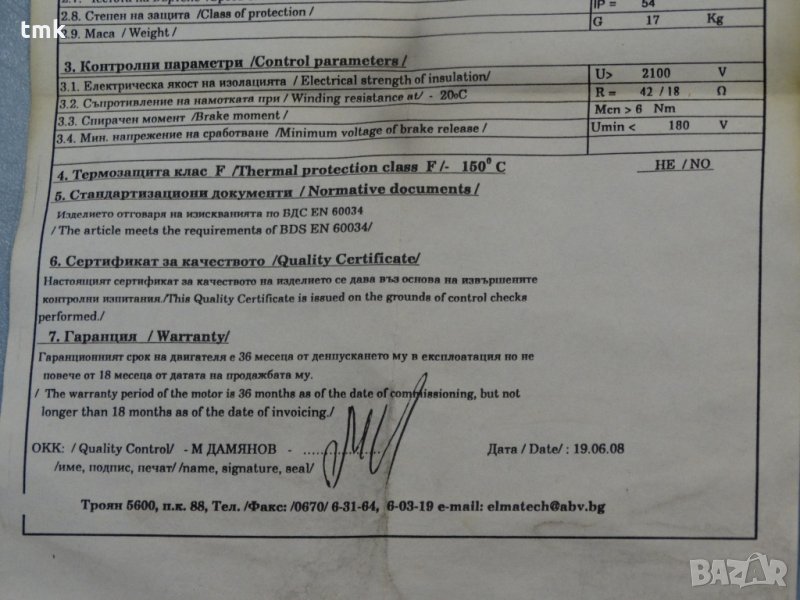 IP = 54
2.8. Степен на защита /Class of protection/
G 17 Kg
2.9. Маса / Weight/
tmk
3. Контролни параметри /Control parameters/
3.1. Електрическа якост на изолацията / Electrical strength of insulation/ U> 2100 V
3.2. Съпротивление на намотката при / Winding resistance at/ - 20оС R = 42 /18 Ω
3.3. Спирачен момент /Brake moment / Mcn > 6 Nm
3.4. Мин. напрежение на сработване /Minimum voltage of brake release / Umin < 180 V
4. Термозащита клас F /Thermal protection class F /- 150⁰ C НЕ / NO
5. Стандартизационни документи / Normative documents/
Изделието отговаря на изискванията по БДС EN 60034
/ The article meets the requirements of BDS EN 60034/
6. Сертификат за качеството /Quality Certificate/
Настоящият сертификат за качеството на изделието се дава въз основа на извършените
контролни изпитания./This Quality Certificate is issued on the grounds of control checks
performed./
7. Гаранция / Warranty/
Гаранционният срок на двигателя е 36 месеца от денпускането му в експлоатация но не
повече от 18 месеца от датата на продажбата му.
/ The warranty period of the motor is 36 months as of the date of commissioning, but not
longer than 18 months as of the date of invoicing./
ОКК: / Quality Control/ - М ДАМЯНОВ - .................... Дата / Date/ : 19.06.08
/име, подпис, печат/ /name, signature, seal/
Троян 5600, п.к. 88, Тел. /Факс: /0670/ 6-31-64, 6-03-19 e-mail: elmatech@abv.bg
BAZAR